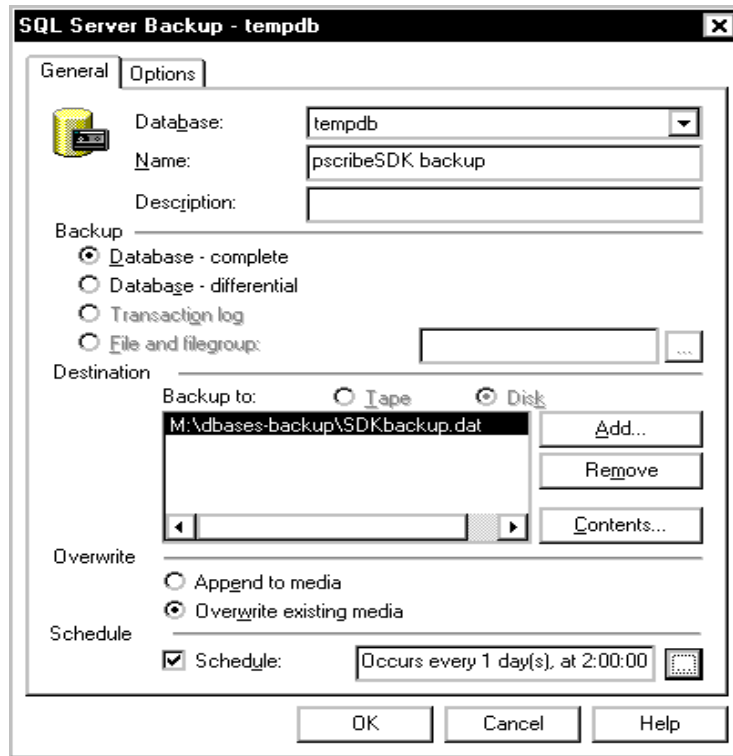 SQL Server Backup - tempdb
General Options
Database: tempdb
Name: pscribeSDK backup
Description:
Backup
Database - complete
Database - differential
Transaction log
File and filegroup: ...
Destination
Backup to: Tape Disk
M:\dbases-backup\SDKbackup.dat Add...
Remove
Contents...
Overwrite
Append to media
Overwrite existing media
Schedule
Schedule: Occurs every 1 day(s), at 2:00:00 ...
OK Cancel Help